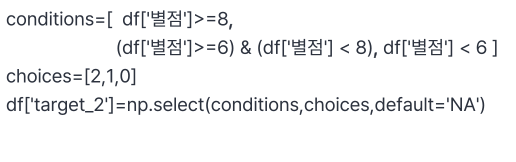 conditions=[ df['별점']>=8,
(df['별점']>=6) & (df['별점'] < 8), df['별점'] < 6 ]
choices=[2,1,0]
df['target_2']=np.select(conditions,choices,default='NA')